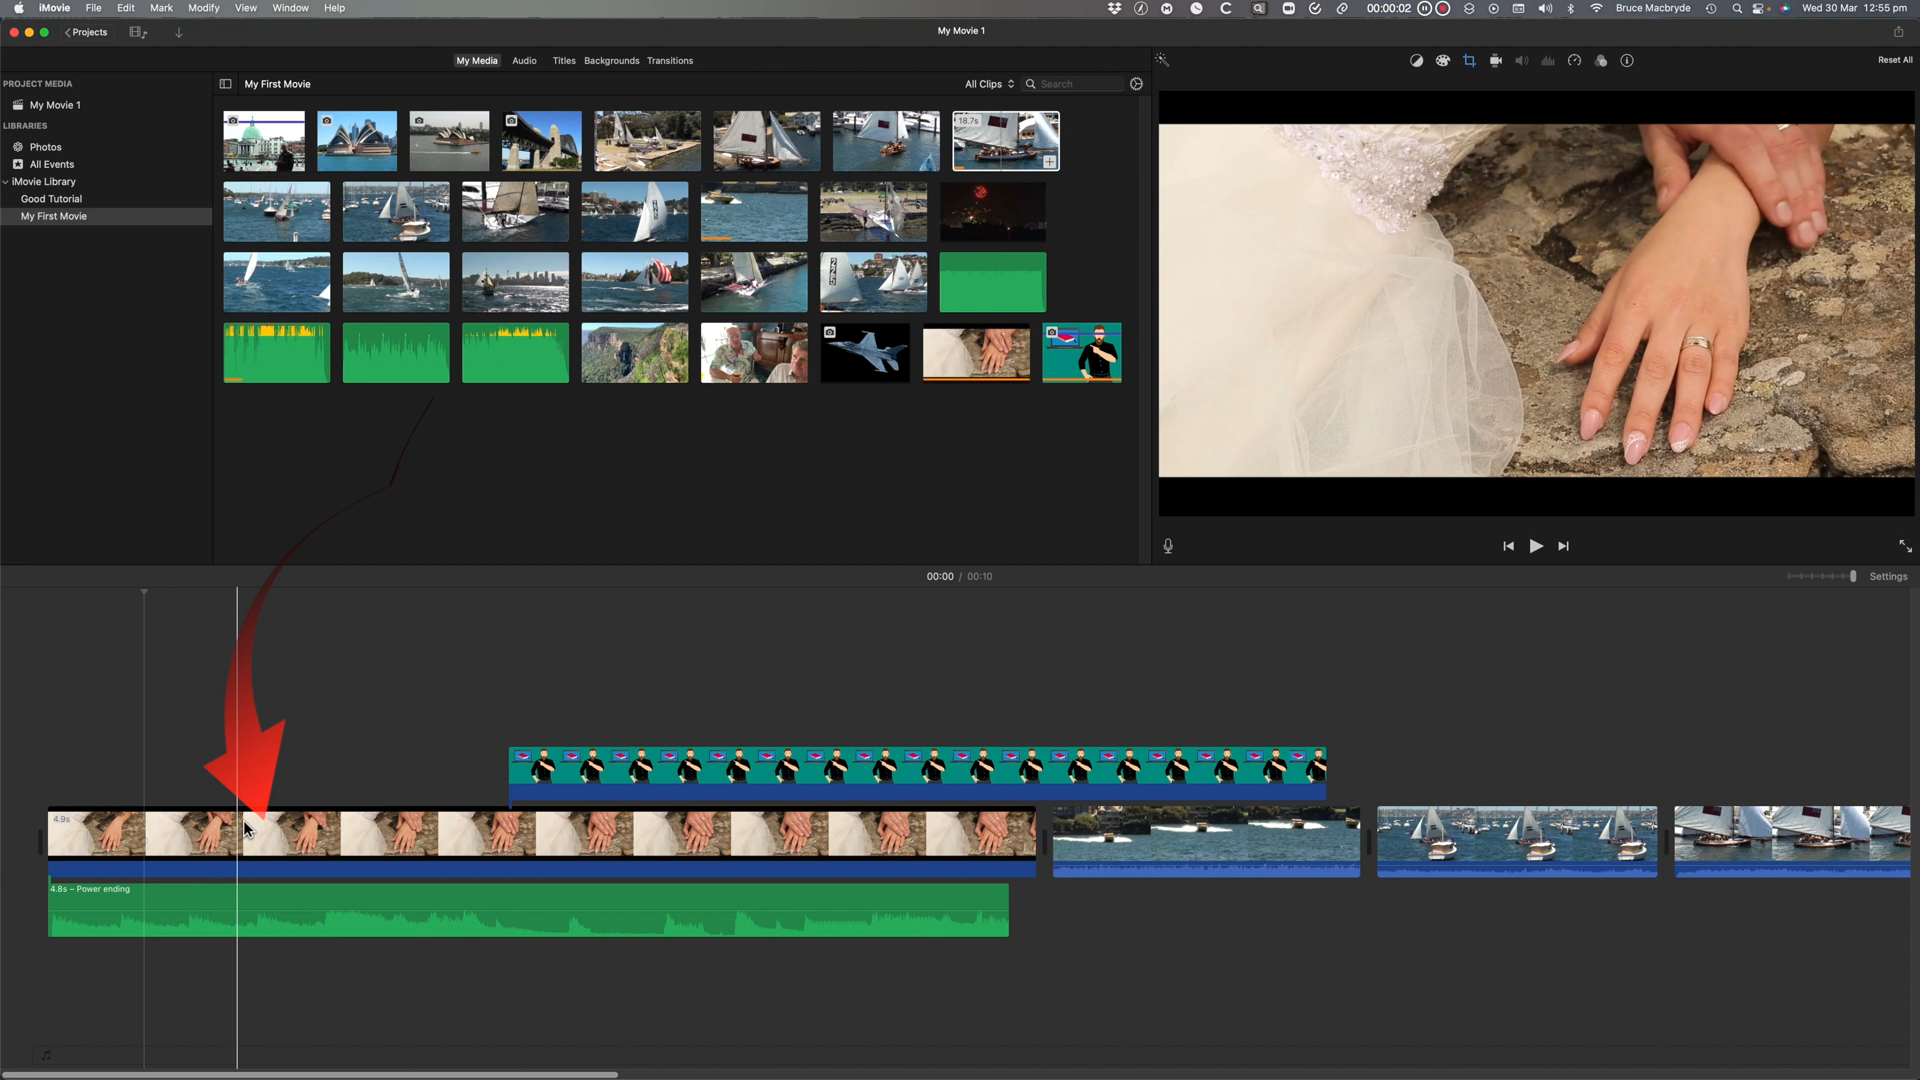 iMovie File Edit Mark Modify View Window Help
00:00:02
Bruce Macbryde
Wed 30 Mar 12:55 pm
Projects
My Movie 1
My Media Audio Titles Backgrounds Transitions
Reset All
PROJECT MEDIA
My Movie 1
LIBRARIES
Photos
All Events
iMovie Library
Good Tutorial
My First Movie
My First Movie
All Clips
Search
18.7s
00:00 / 00:10
Settings
4.9s
4.8s – Power ending